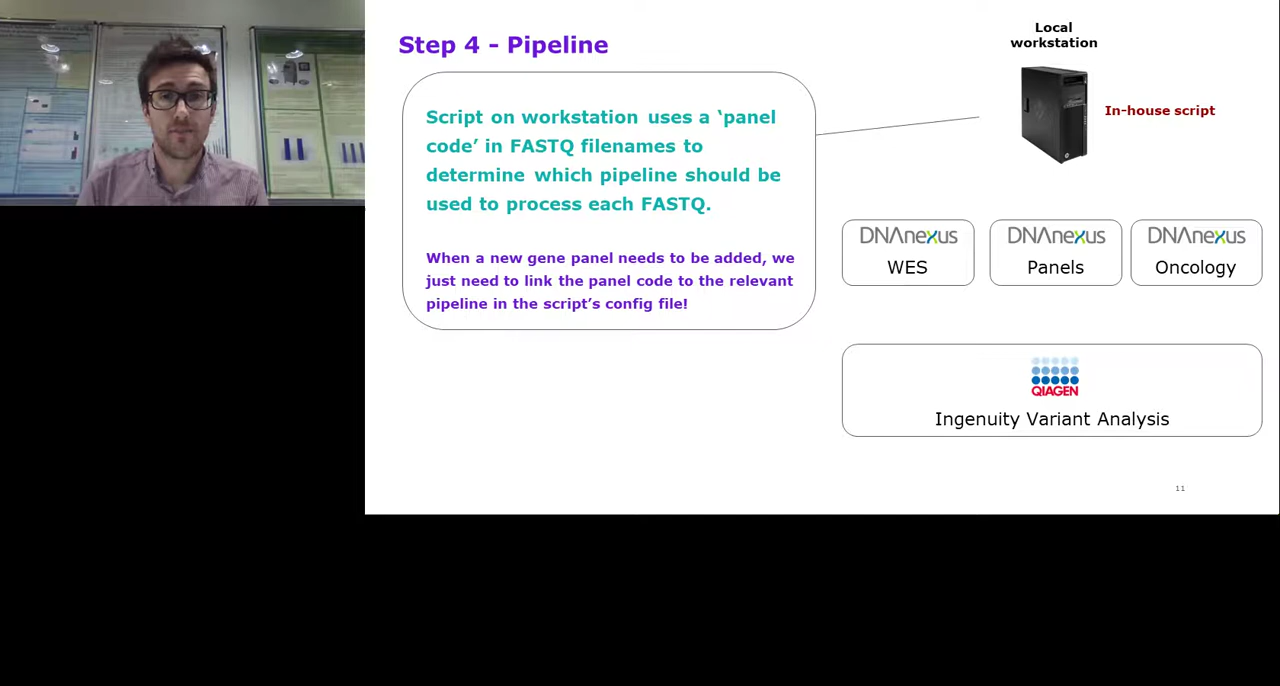 Step 4 - Pipeline
Script on workstation uses a ‘panel
code’ in FASTQ filenames to
determine which pipeline should be
used to process each FASTQ.
When a new gene panel needs to be added, we
just need to link the panel code to the relevant
pipeline in the script’s config file!
Local
workstation
In-house script
DNAnexus
WES
DNAnexus
Panels
DNAnexus
Oncology
QIAGEN
Ingenuity Variant Analysis
11